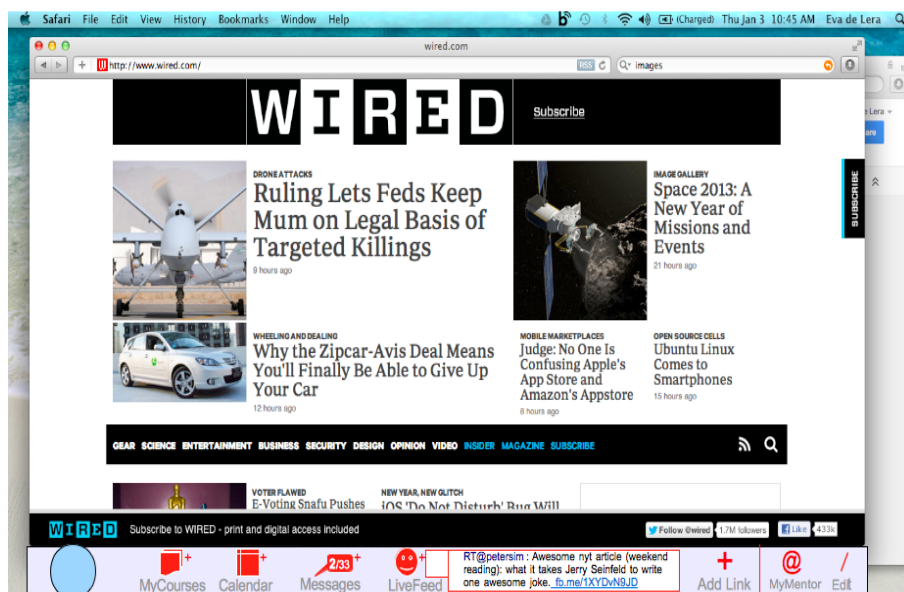 Safari File Edit View History Bookmarks Window Help
(Charged) Thu Jan 3 10:45 AM Eva de Lera
wired.com
http://www.wired.com/
RSS
images
WIRED
Subscribe
DRONE ATTACKS
Ruling Lets Feds Keep
Mum on Legal Basis of
Targeted Killings
9 hours ago
IMAGE GALLERY
Space 2013: A
New Year of
Missions and
Events
21 hours ago
SUBSCRIBE
WHEELING AND DEALING
Why the Zipcar-Avis Deal Means
You'll Finally Be Able to Give Up
Your Car
12 hours ago
MOBILE MARKETPLACES
Judge: No One Is
Confusing Apple's
App Store and
Amazon's Appstore
8 hours ago
OPEN SOURCE CELLS
Ubuntu Linux
Comes to
Smartphones
15 hours ago
GEAR SCIENCE ENTERTAINMENT BUSINESS SECURITY DESIGN OPINION VIDEO INSIDER MAGAZINE SUBSCRIBE
VOTER FLAWED
E-Voting Snafu Pushes
NEW YEAR, NEW GLITCH
iOS 'Do Not Disturb' Bug Will
WIRED Subscribe to WIRED - print and digital access included
Follow @wired 1.7M followers
Like 433k
MyCourses
Calendar
2/33
Messages
LiveFeed
RT@petersim : Awesome nyt article (weekend
reading): what it takes Jerry Seinfeld to write
one awesome joke. fb.me/1XYDvN9JD
Add Link
@
MyMentor
Edit